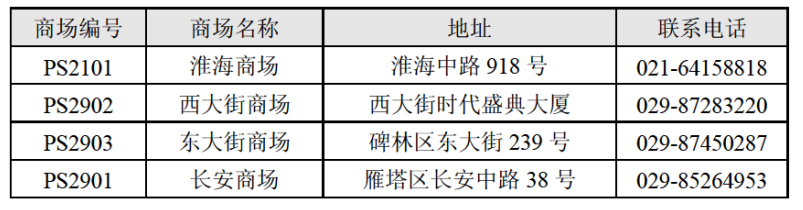 商场编号 商场名称 地址 联系电话
PS2101 淮海商场 淮海中路 918 号 021-64158818
PS2902 西大街商场 西大街时代盛典大厦 029-87283220
PS2903 东大街商场 碑林区东大街 239 号 029-87450287
PS2901 长安商场 雁塔区长安中路 38 号 029-85264953